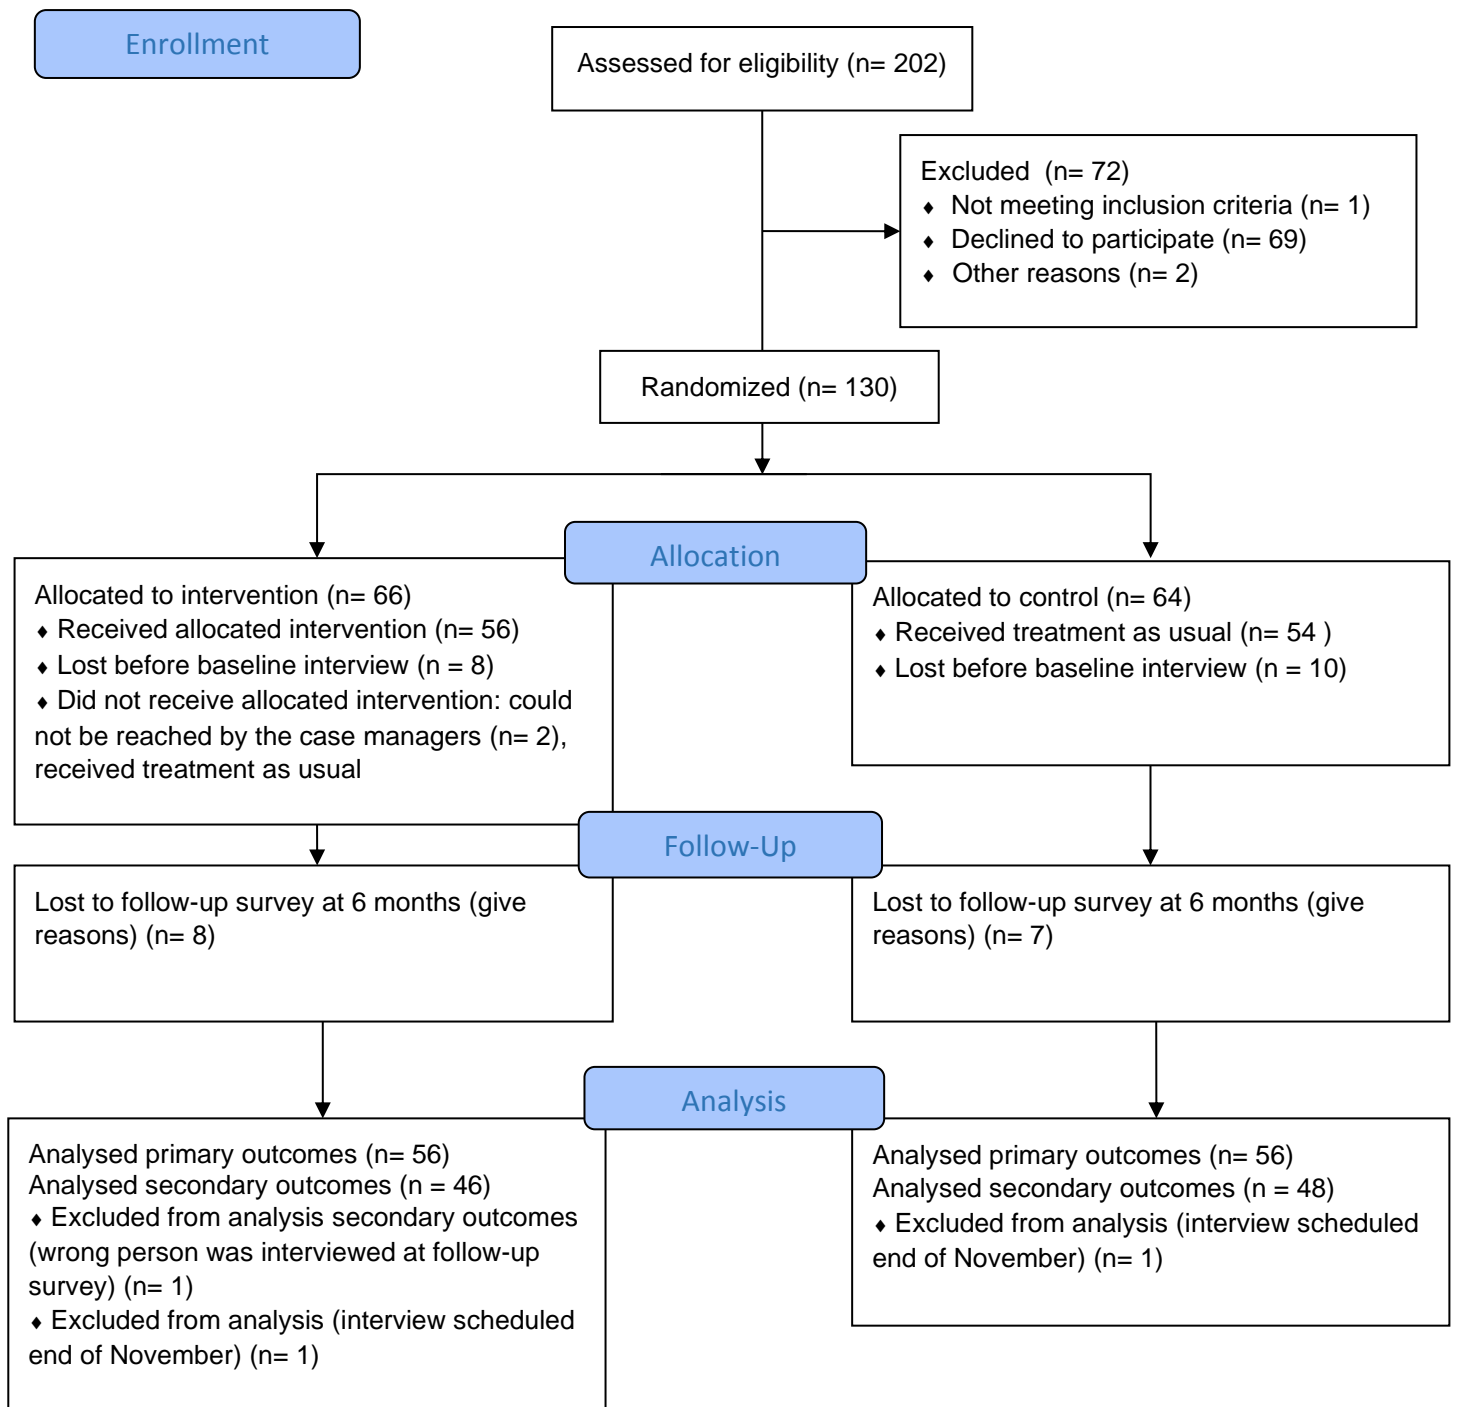 Enrollment
Assessed for eligibility (n= 202)
Excluded (n= 72)
♦ Not meeting inclusion criteria (n= 1)
♦ Declined to participate (n= 69)
♦ Other reasons (n= 2)
Randomized (n= 130)
Allocation
Allocated to intervention (n= 66)
♦ Received allocated intervention (n= 56)
♦ Lost before baseline interview (n = 8)
♦ Did not receive allocated intervention: could
not be reached by the case managers (n= 2),
received treatment as usual
Allocated to control (n= 64)
♦ Received treatment as usual (n= 54 )
♦ Lost before baseline interview (n = 10)
Follow-Up
Lost to follow-up survey at 6 months (give
reasons) (n= 8)
Lost to follow-up survey at 6 months (give
reasons) (n= 7)
Analysis
Analysed primary outcomes (n= 56)
Analysed secondary outcomes (n = 46)
♦ Excluded from analysis secondary outcomes
(wrong person was interviewed at follow-up
survey) (n= 1)
♦ Excluded from analysis (interview scheduled
end of November) (n= 1)
Analysed primary outcomes (n= 56)
Analysed secondary outcomes (n = 48)
♦ Excluded from analysis (interview scheduled
end of November) (n= 1)